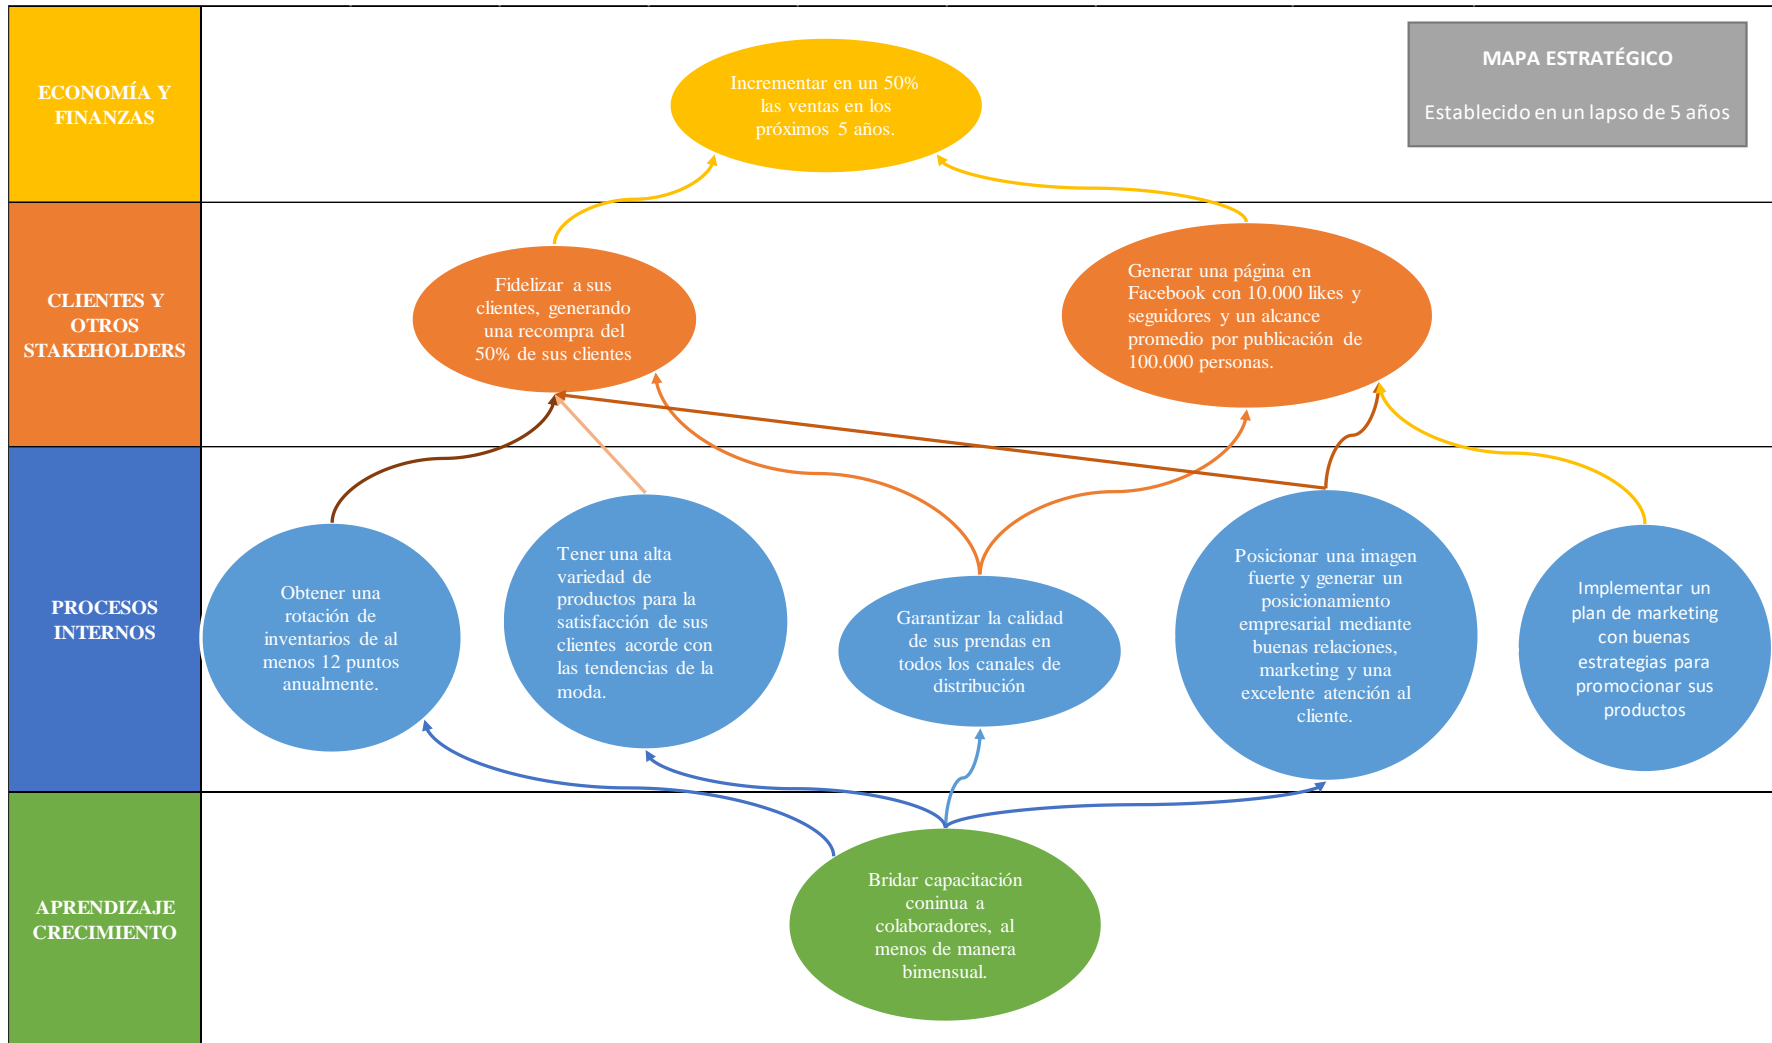 MAPA ESTRATÉGICO
Establecido en un lapso de 5 años
ECONOMÍA Y
FINANZAS
Incrementar en un 50%
las ventas en los
próximos 5 años.
CLIENTES Y
OTROS
STAKEHOLDERS
Fidelizar a sus
clientes, generando
una recompra del
50% de sus clientes
Generar una página en
Facebook con 10.000 likes y
seguidores y un alcance
promedio por publicación de
100.000 personas.
PROCESOS
INTERNOS
Obtener una
rotación de
inventarios de al
menos 12 puntos
anualmente.
Tener una alta
variedad de
productos para la
satisfacción de sus
clientes acorde con
las tendencias de la
moda.
Garantizar la calidad
de sus prendas en
todos los canales de
distribución
Posicionar una imagen
fuerte y generar un
posicionamiento
empresarial mediante
buenas relaciones,
marketing y una
excelente atención al
cliente.
Implementar un
plan de marketing
con buenas
estrategias para
promocionar sus
productos
APRENDIZAJE
CRECIMIENTO
Bridar capacitación
coninua a
colaboradores, al
menos de manera
bimensual.